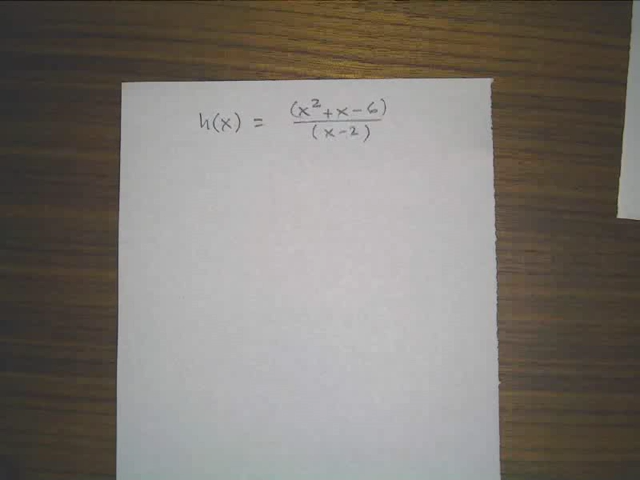 h(x) = (x² + x - 6) / (x - 2)